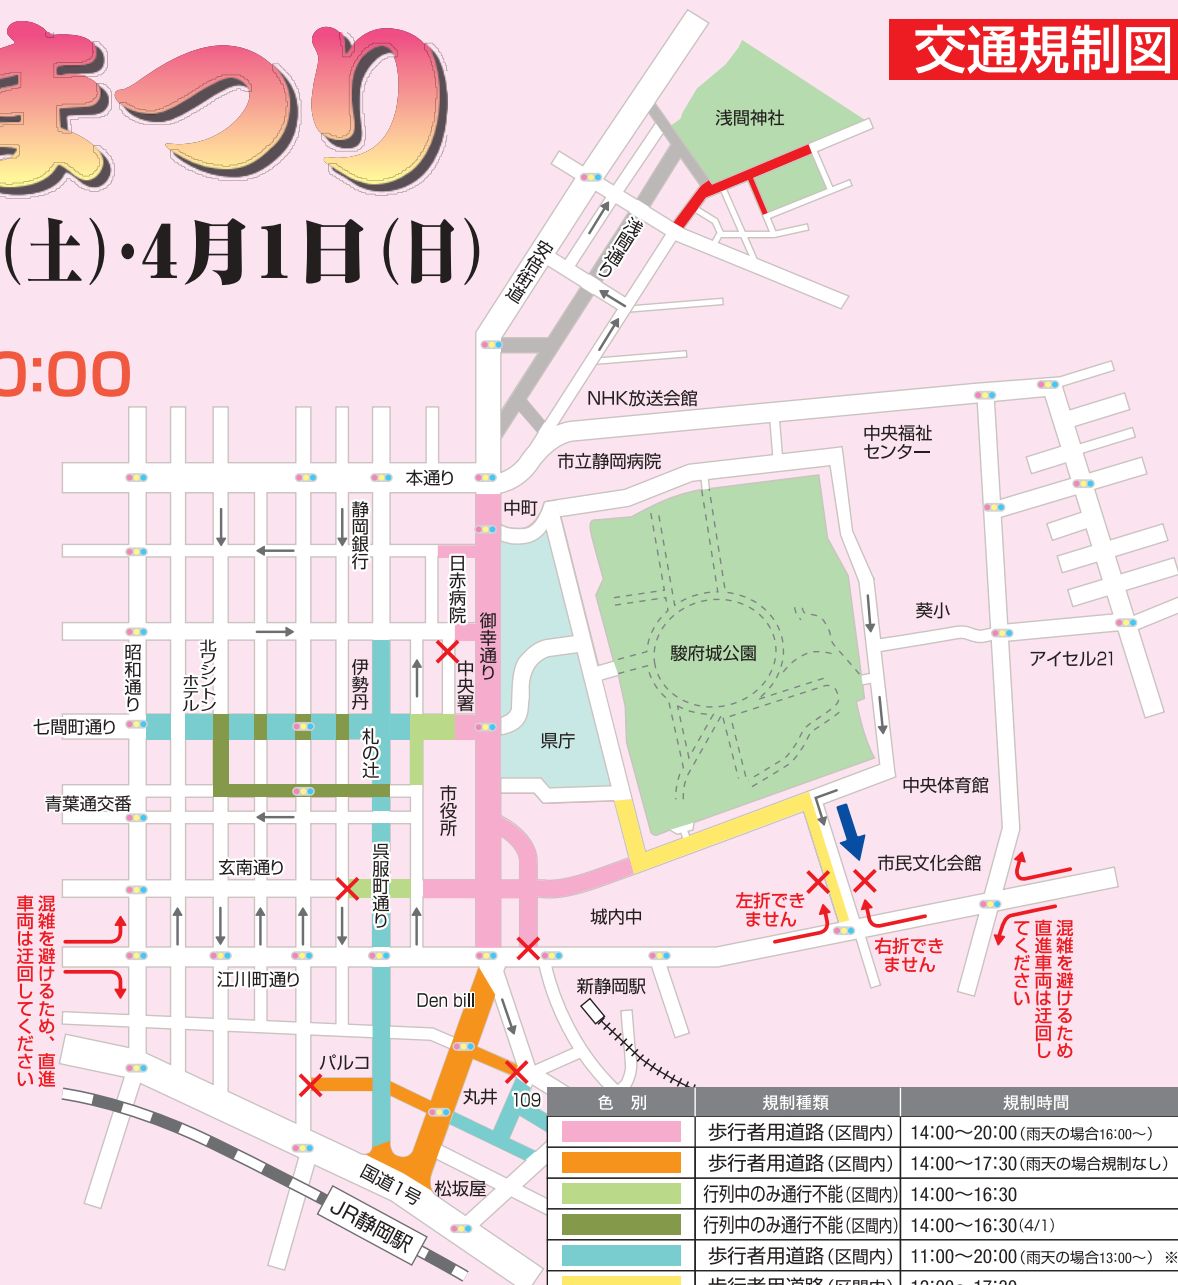 まつり
交通規制図
(土)・4月1日(日)
0:00
浅間神社
安倍街道
浅間通り
NHK放送会館
中央福祉
センター
市立静岡病院
本通り
中町
静岡銀行
日赤病院
御幸通り
葵小
アイセル21
昭和通り
北ワシントン
ホテル
伊勢丹
中央署
駿府城公園
七間町通り
札の辻
県庁
青葉通交番
市役所
中央体育館
玄南通り
呉服町通り
市民文化会館
左折でき
ません
城内中
右折でき
ません
混雑を避けるため
直進車両は迂回し
てください
混雑を避けるため、直進
車両は迂回してください
江川町通り
新静岡駅
Den bill
パルコ
丸井
109
国道1号
松坂屋
JR静岡駅
色 別 規制種類 規制時間
歩行者用道路(区間内) 14:00〜20:00(雨天の場合16:00〜)
歩行者用道路(区間内) 14:00〜17:30(雨天の場合規制なし)
行列中のみ通行不能(区間内) 14:00〜16:30
行列中のみ通行不能(区間内) 14:00〜16:30(4/1)
歩行者用道路(区間内) 11:00〜20:00(雨天の場合13:00〜) ※